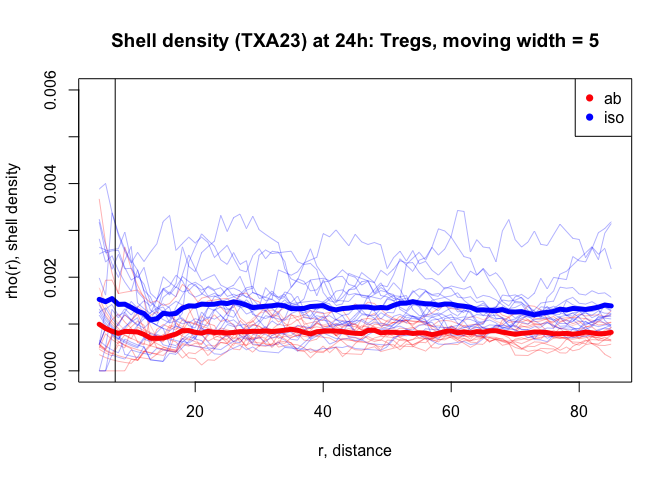 Shell density (TXA23) at 24h: Tregs, moving width = 5
rho(r), shell density
0.006
0.004
0.002
0.000
ab
iso
20
40
60
80
r, distance